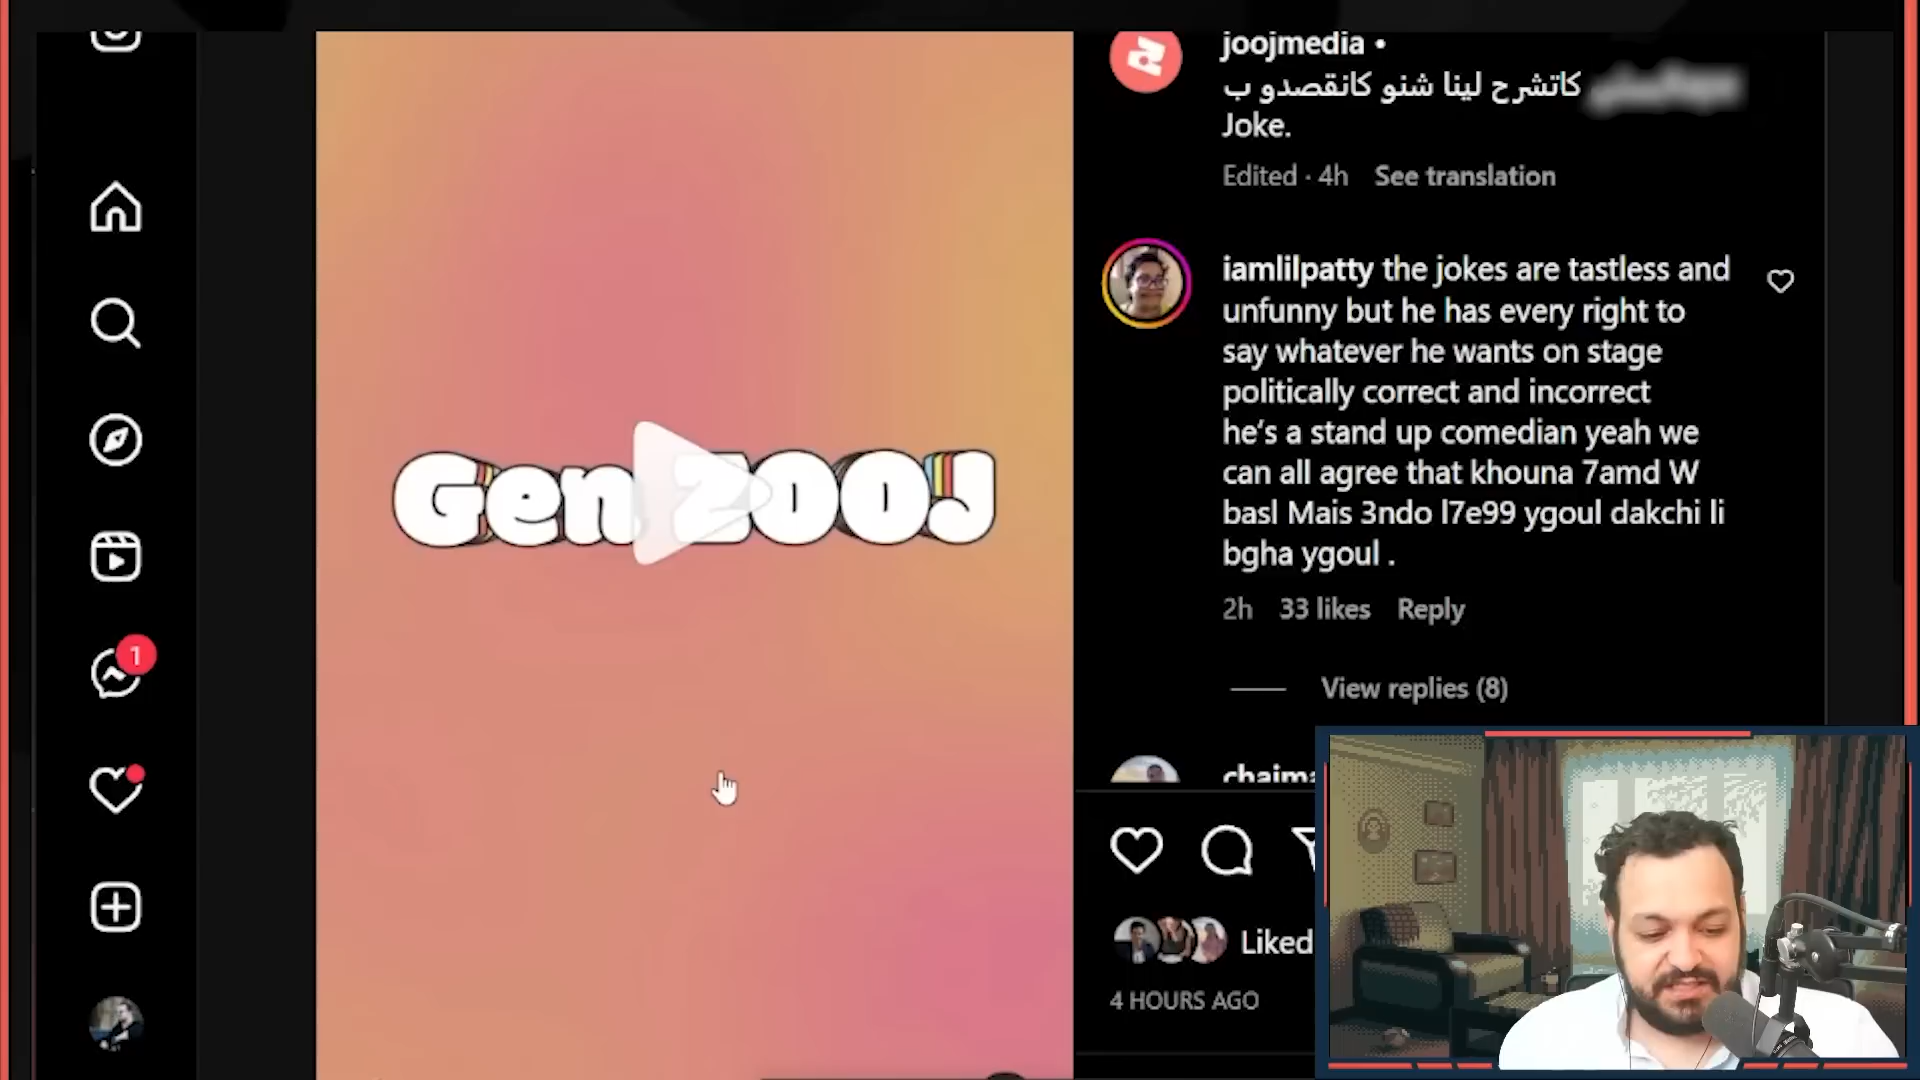 joojmedia •
كاتشرح لينا شنو كانقصدو ب
Joke.
Edited · 4h See translation
iamlilpatty the jokes are tastless and
unfunny but he has every right to
say whatever he wants on stage
politically correct and incorrect
he's a stand up comedian yeah we
can all agree that khouna 7amd W
basl Mais 3ndo l7e99 ygoul dakchi li
bgha ygoul .
2h 33 likes Reply
View replies (8)
Gen ZOOJ
1
Liked
4 HOURS AGO